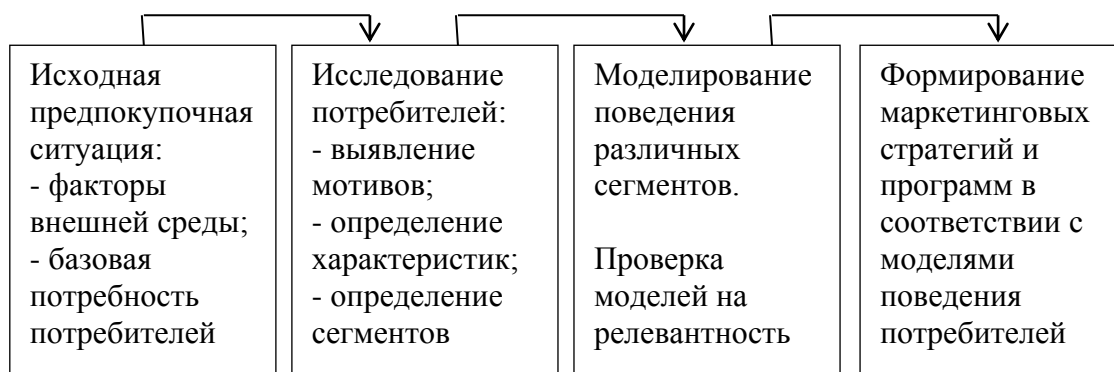 Исходная
предпокупочная
ситуация:
- факторы
внешней среды;
- базовая
потребность
потребителей
Исследование
потребителей:
- выявление
мотивов;
- определение
характеристик;
- определение
сегментов
Моделирование
поведения
различных
сегментов.
Проверка
моделей на
релевантность
Формирование
маркетинговых
стратегий и
программ в
соответствии с
моделями
поведения
потребителей